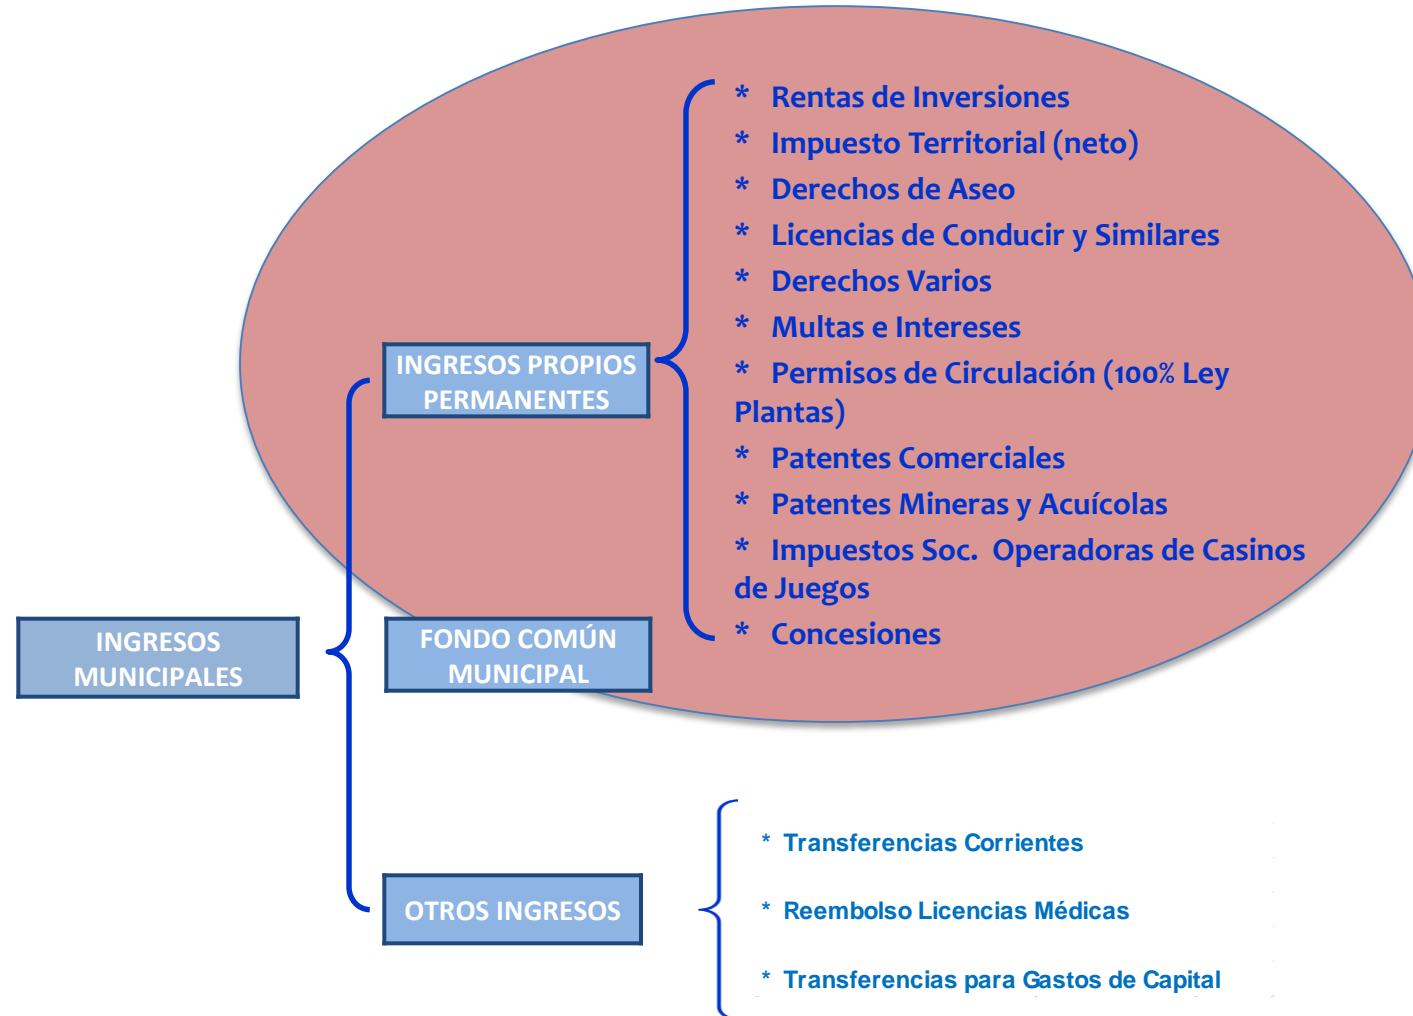 * Rentas de Inversiones
* Impuesto Territorial (neto)
* Derechos de Aseo
* Licencias de Conducir y Similares
* Derechos Varios
* Multas e Intereses
* Permisos de Circulación (100% Ley
Plantas)
* Patentes Comerciales
* Patentes Mineras y Acuícolas
* Impuestos Soc. Operadoras de Casinos
de Juegos
* Concesiones
INGRESOS PROPIOS
PERMANENTES
INGRESOS
MUNICIPALES
FONDO COMÚN
MUNICIPAL
OTROS INGRESOS
* Transferencias Corrientes
* Reembolso Licencias Médicas
* Transferencias para Gastos de Capital